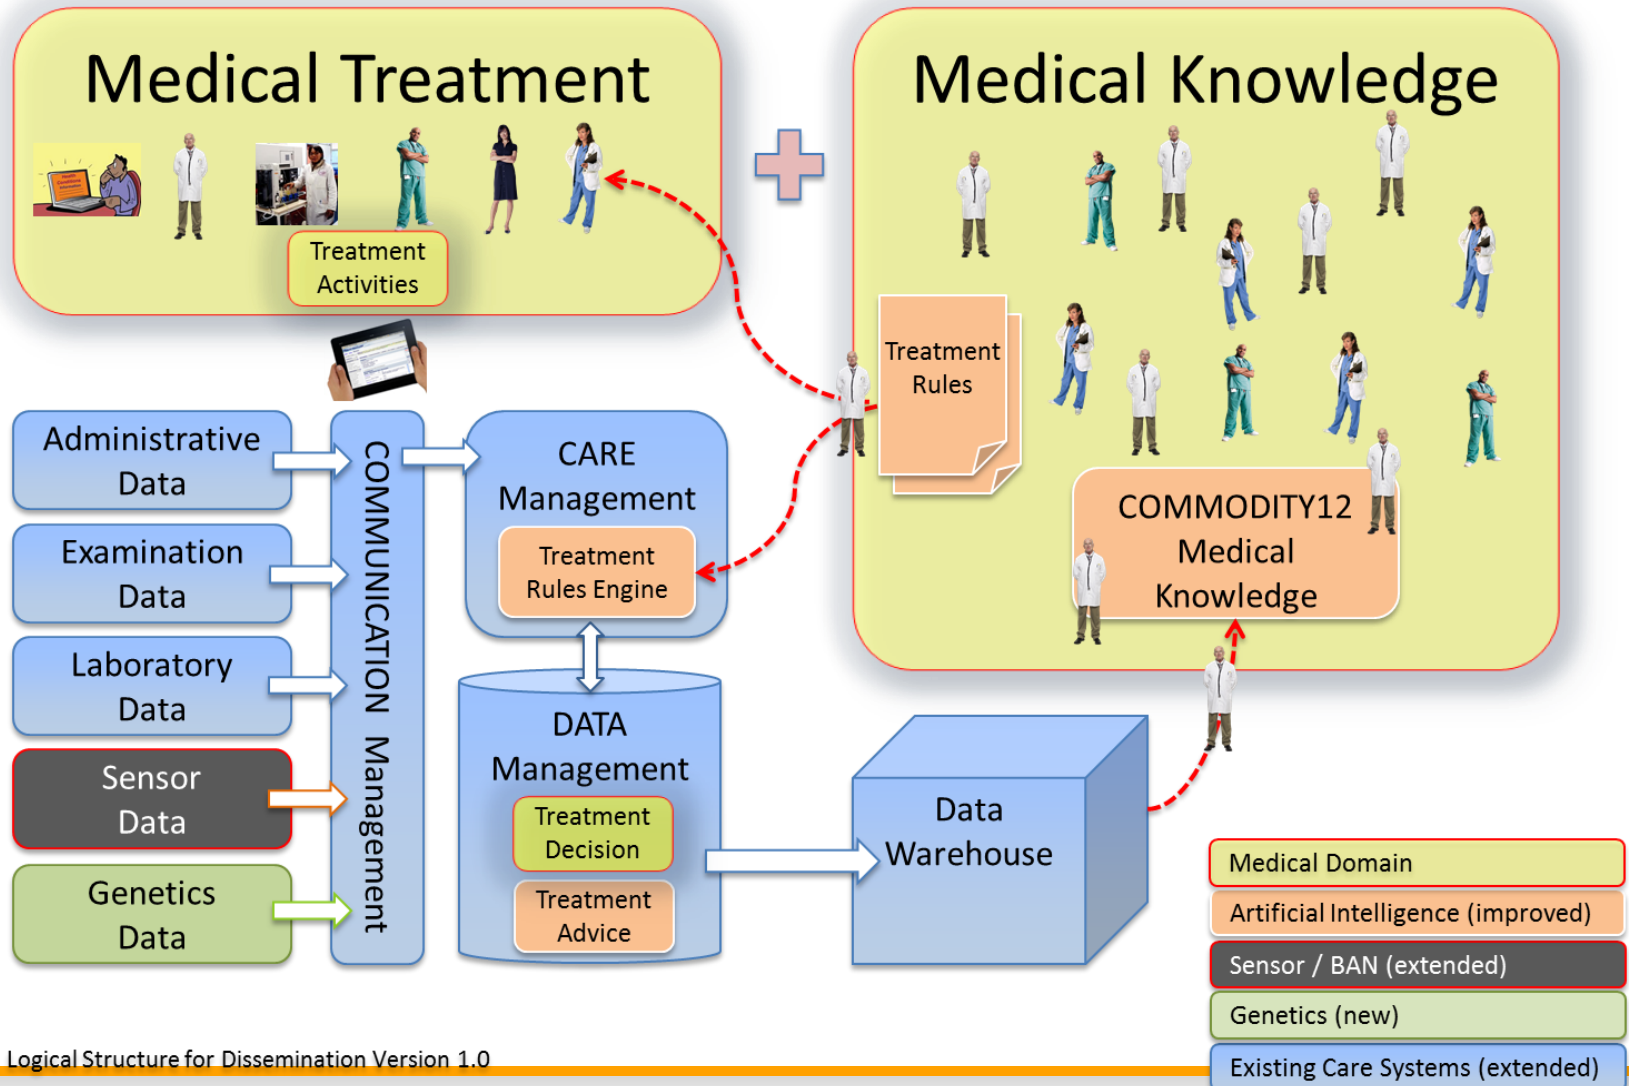 Medical Treatment
Medical Knowledge
Health
Conditions
Information
Treatment
Activities
Treatment
Rules
Administrative
Data
Examination
Data
Laboratory
Data
Sensor
Data
Genetics
Data
COMMUNICATION Management
CARE
Management
Treatment
Rules Engine
DATA
Management
Treatment
Decision
Treatment
Advice
Data
Warehouse
COMMODITY12
Medical
Knowledge
Medical Domain
Artificial Intelligence (improved)
Sensor / BAN (extended)
Genetics (new)
Existing Care Systems (extended)
Logical Structure for Dissemination Version 1.0